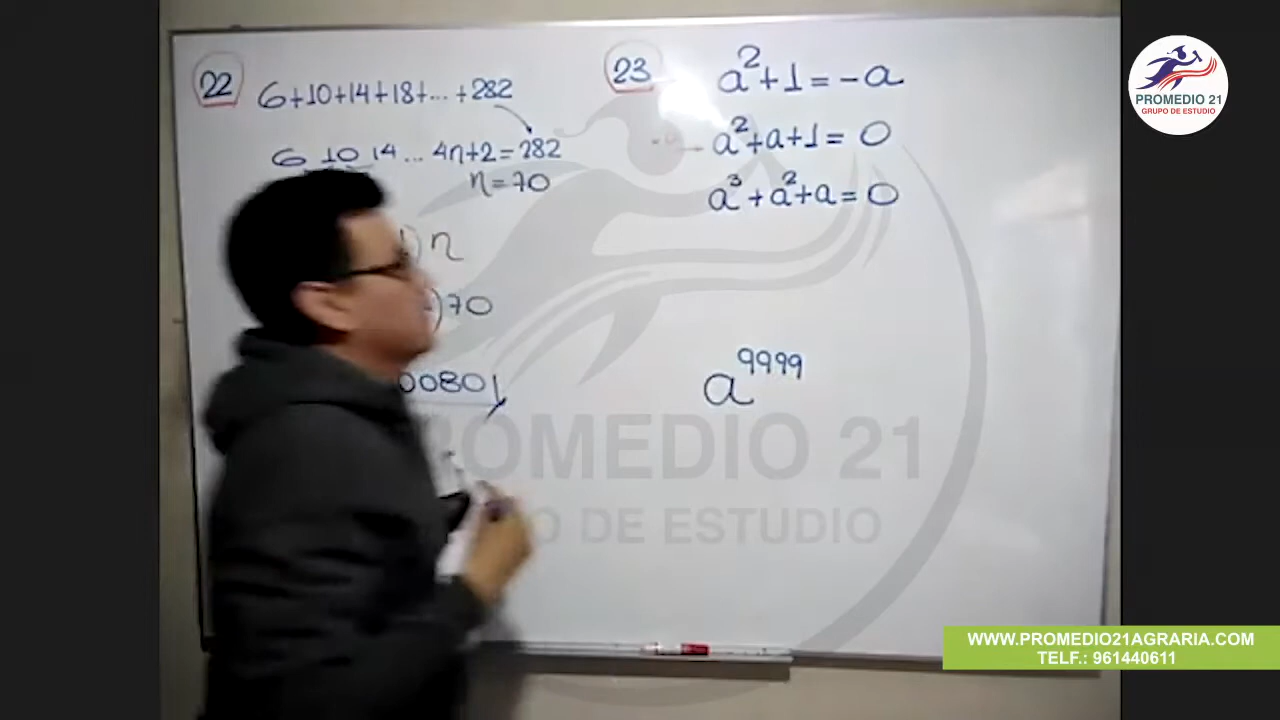 22
6+10+14+18+...+282
6 10 14 ... 4n+2=282
n=70
n
70
00801
23
a²+1=-a
a²+a+1=0
a³+a²+a=0
a⁹⁹⁹⁹
PROMEDIO 21
GRUPO DE ESTUDIO
PROMEDIO 21
DE ESTUDIO
WWW.PROMEDIO21AGRARIA.COM
TELF.: 961440611